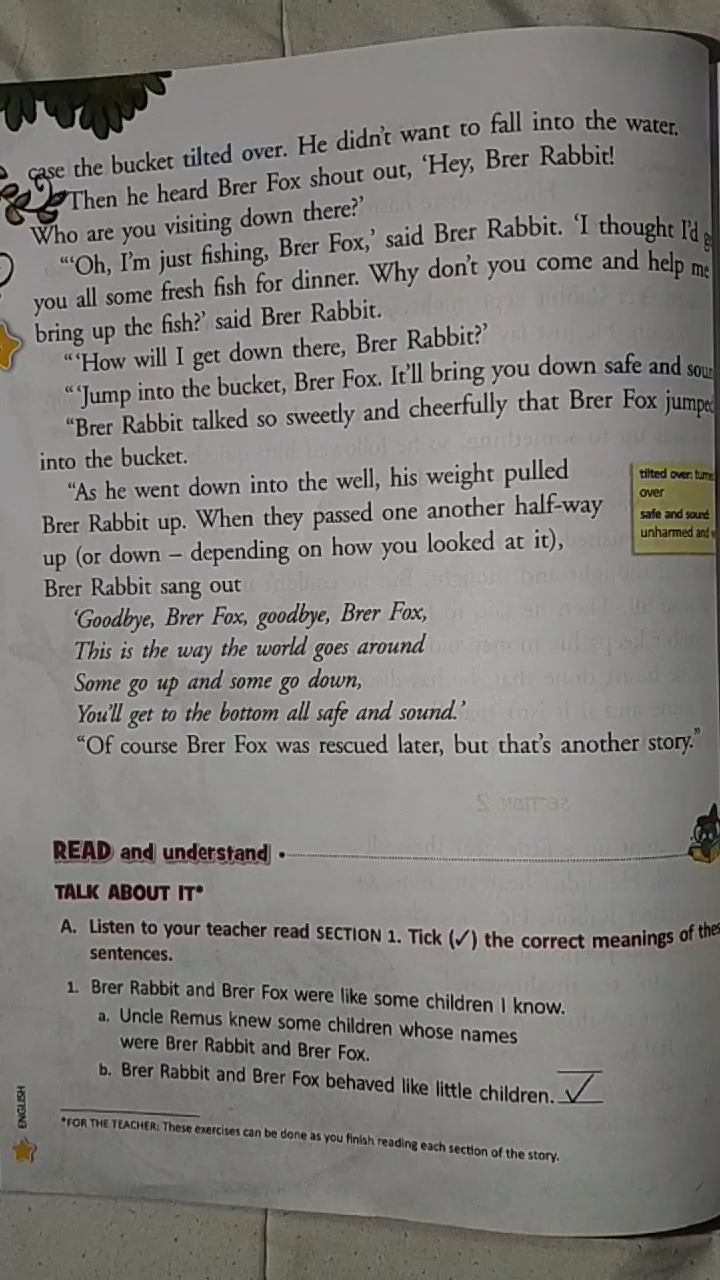 case the bucket tilted over. He didn't want to fall into the water.
Then he heard Brer Fox shout out, 'Hey, Brer Rabbit!
Who are you visiting down there?'
"'Oh, I'm just fishing, Brer Fox,' said Brer Rabbit. 'I thought I'd
you all some fresh fish for dinner. Why don't you come and help me
bring up the fish?' said Brer Rabbit.
"'How will I get down there, Brer Rabbit?'
"'Jump into the bucket, Brer Fox. It'll bring you down safe and soun
"Brer Rabbit talked so sweetly and cheerfully that Brer Fox jumped
into the bucket.
"As he went down into the well, his weight pulled
Brer Rabbit up. When they passed one another half-way
up (or down – depending on how you looked at it),
Brer Rabbit sang out
'Goodbye, Brer Fox, goodbye, Brer Fox,
This is the way the world goes around
Some go up and some go down,
You'll get to the bottom all safe and sound.'
"Of course Brer Fox was rescued later, but that's another story."
tilted over: turne
over
safe and sound:
unharmed and
SECTION 2
READ and understand
TALK ABOUT IT*
A. Listen to your teacher read SECTION 1. Tick (✓) the correct meanings of thes
sentences.
1. Brer Rabbit and Brer Fox were like some children I know.
a. Uncle Remus knew some children whose names
were Brer Rabbit and Brer Fox.
b. Brer Rabbit and Brer Fox behaved like little children. ✓
*FOR THE TEACHER: These exercises can be done as you finish reading each section of the story.
ENGLISH